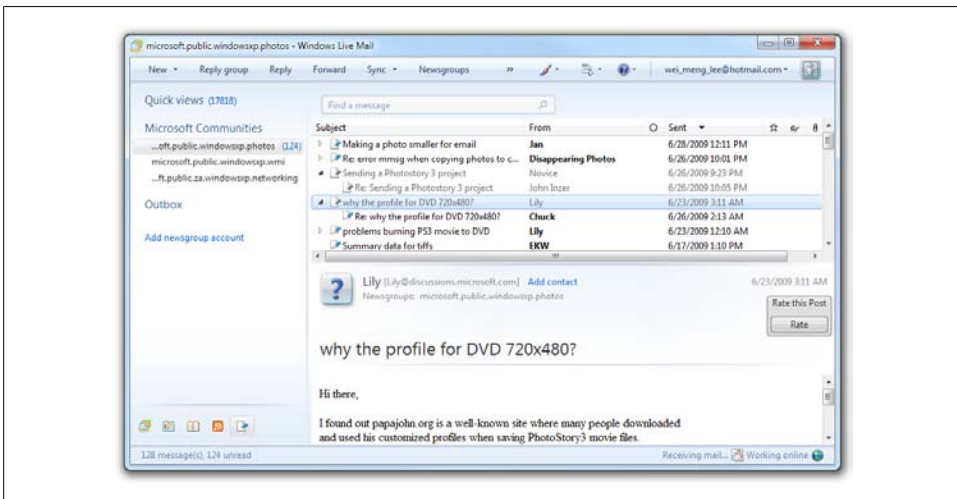 microsoft.public.windowsxp.photos - Windows Live Mail
New Reply group Reply Forward Sync Newsgroups » wei_meng_lee@hotmail.com
Quick views (17818)
Find a message
Microsoft Communities
...oft.public.windowsxp.photos (124)
microsoft.public.windowsxp.wmi
...ft.public.za.windowsxp.networking
Outbox
Add newsgroup account
Subject From Sent
Making a photo smaller for email Jan 6/28/2009 12:11 PM
Re: error mmsg when copying photos to c... Disappearing Photos 6/26/2009 10:01 PM
Sending a Photostory 3 project Novice 6/26/2009 9:23 PM
Re: Sending a Photostory 3 project John Inzer 6/26/2009 10:05 PM
why the profile for DVD 720x480? Lily 6/23/2009 3:11 AM
Re: why the profile for DVD 720x480? Chuck 6/26/2009 2:13 AM
problems burning PS3 movie to DVD Lily 6/23/2009 12:10 AM
Summary data for tiffs EKW 6/17/2009 1:10 PM
Lily [Lily@discussions.microsoft.com] Add contact 6/23/2009 3:11 AM
Newsgroups: microsoft.public.windowsxp.photos
Rate this Post
Rate
why the profile for DVD 720x480?
Hi there,
I found out papajohn.org is a well-known site where many people downloaded
and used his customized profiles when saving PhotoStory3 movie files.
128 message(s), 124 unread Receiving mail... Working online